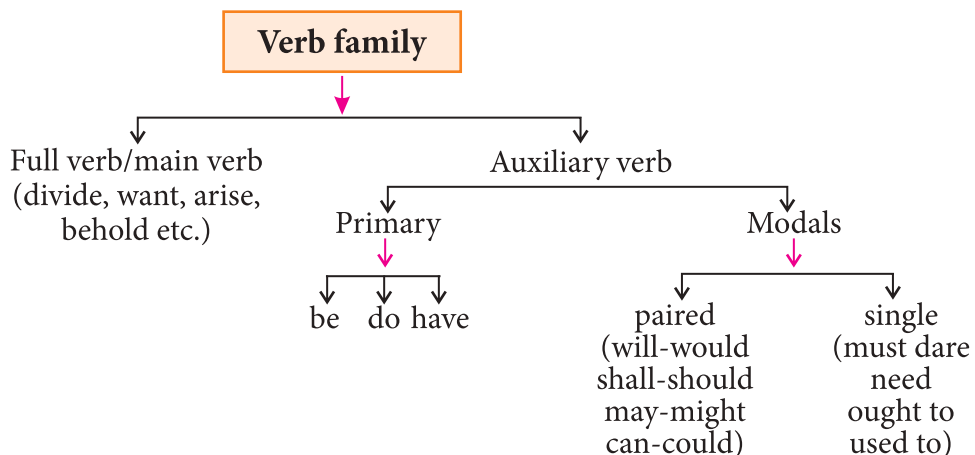 Verb family
Full verb/main verb
(divide, want, arise,
behold etc.)
Auxiliary verb
Primary
Modals
be do have
paired
(will-would
shall-should
may-might
can-could)
single
(must dare
need
ought to
used to)